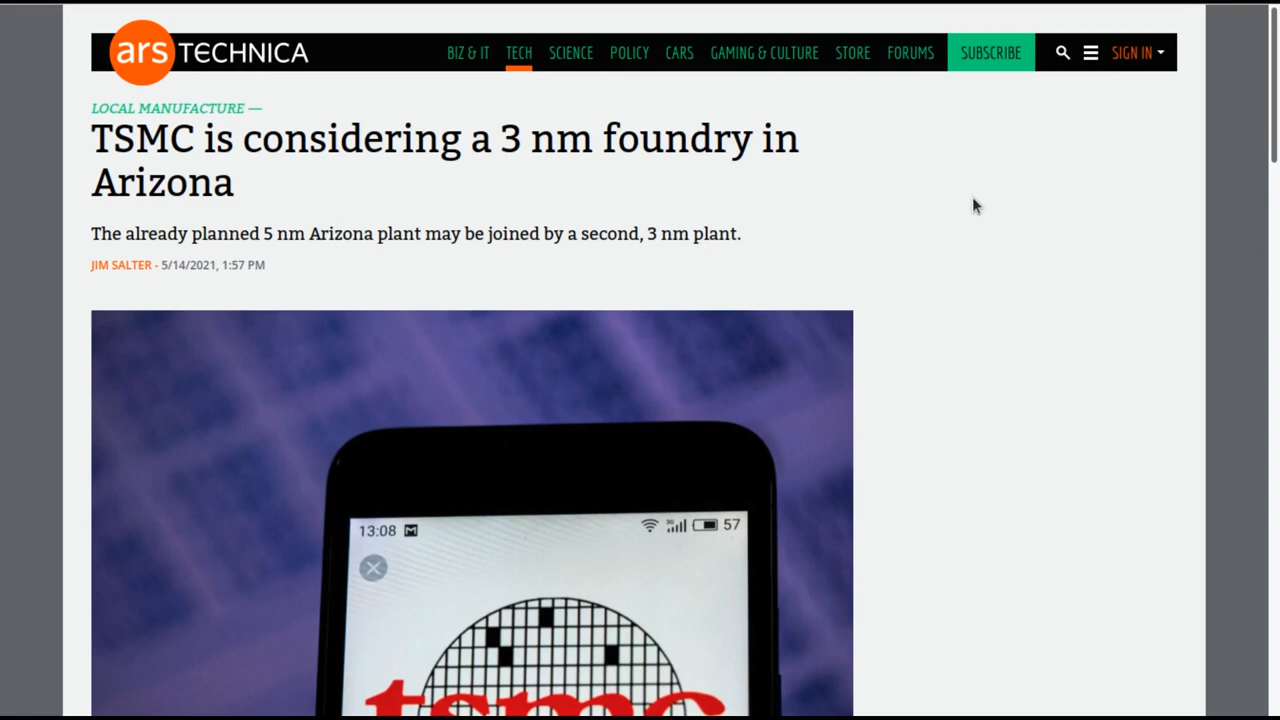 ars TECHNICA
BIZ & IT TECH SCIENCE POLICY CARS GAMING & CULTURE STORE FORUMS SUBSCRIBE SIGN IN
LOCAL MANUFACTURE —
TSMC is considering a 3 nm foundry in
Arizona
The already planned 5 nm Arizona plant may be joined by a second, 3 nm plant.
JIM SALTER - 5/14/2021, 1:57 PM
13:08 57
tsmc